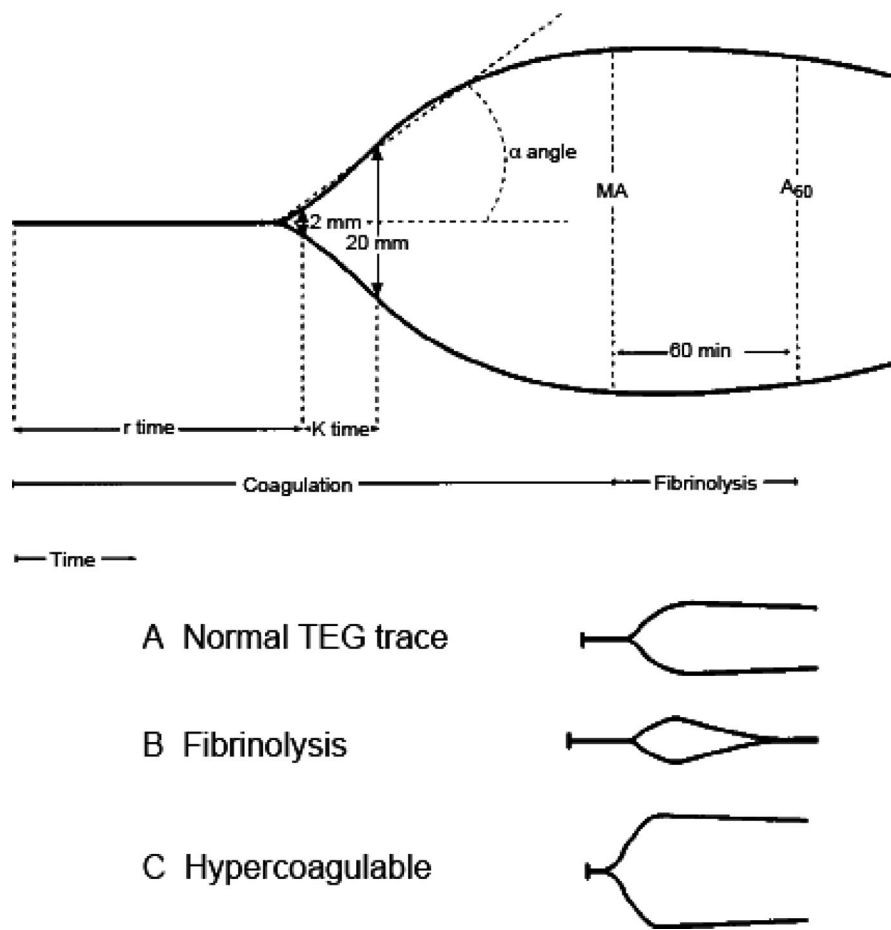 α angle
2 mm
MA
A60
20 mm
60 min
r time
K time
Coagulation
Fibrinolysis
Time
A Normal TEG trace
B Fibrinolysis
C Hypercoagulable